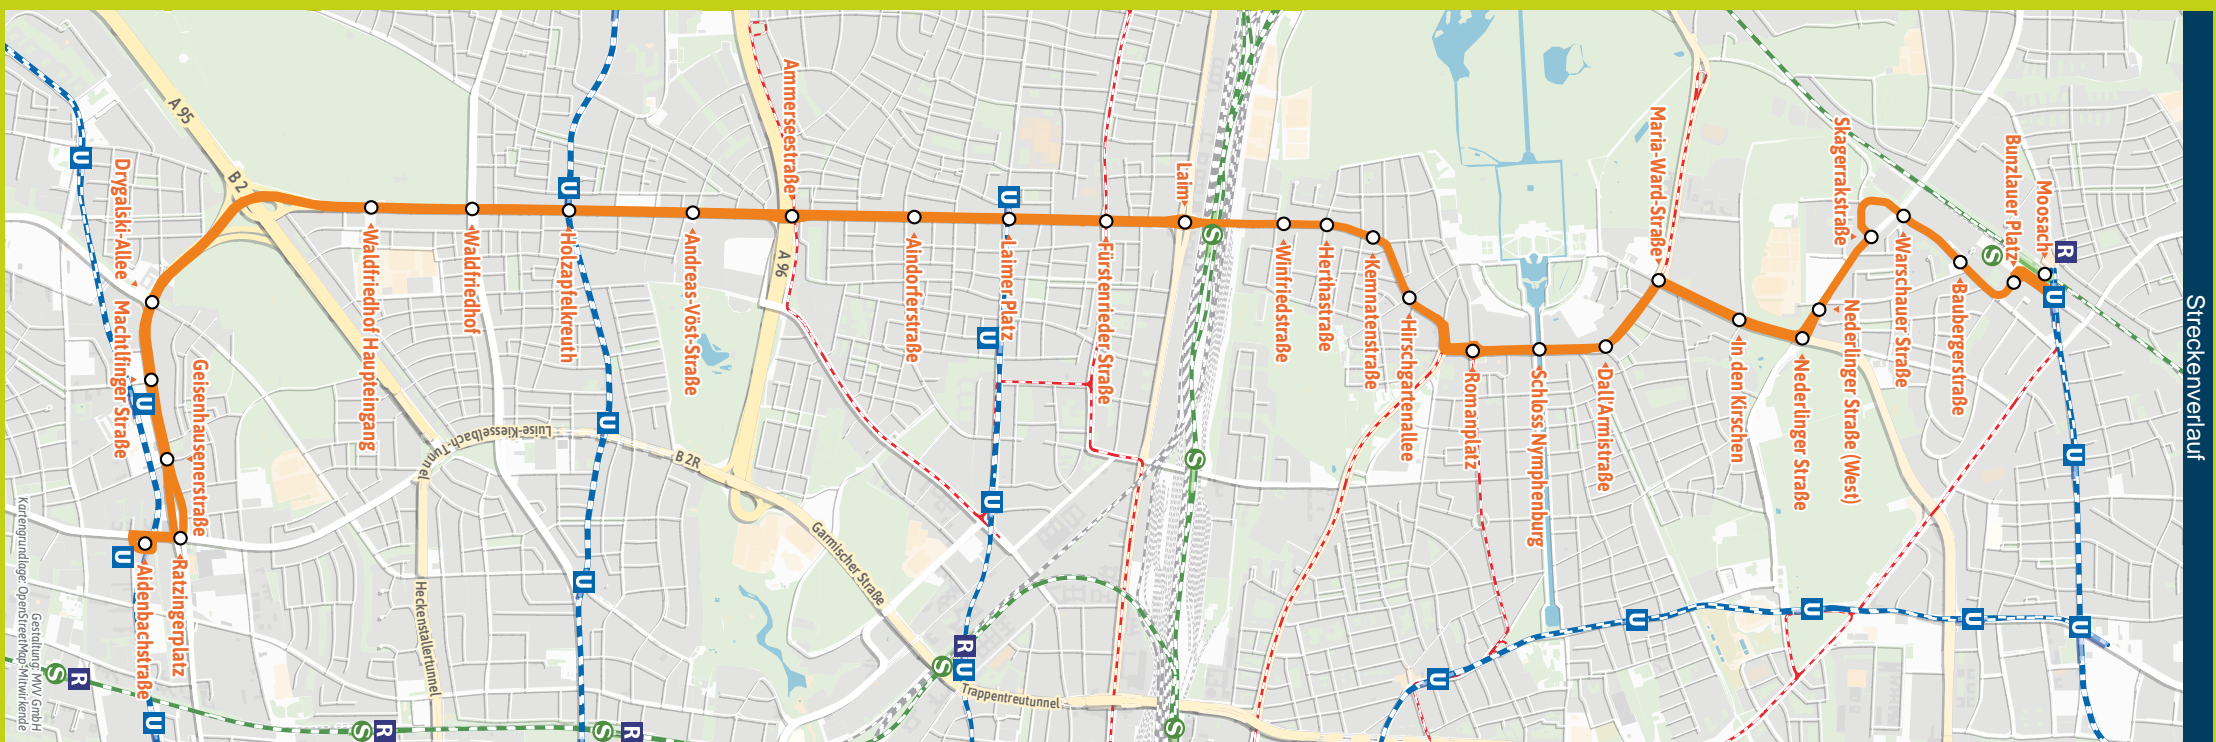 Streckenverlauf
Moosach
Bunzlauer Platz
Baubergerstraße
Warschauer Straße
Skagerrakstraße
Nederlinger Straße (West)
Nederlinger Straße
In den Kirschen
Maria-Ward-Straße
Dall'Armistraße
Schloss Nymphenburg
Romanplatz
Hirschgartenallee
Kemnatenstraße
Herthastraße
Winfriedstraße
Laim
Fürstenrieder Straße
Laimer Platz
Aindorferstraße
Ammerseestraße
Andreas-Vöst-Straße
Holzapfelkreuth
Waldfriedhof
Waldfriedhof Haupteingang
Drygalski-Allee
Machtlfinger Straße
Geisenhausenerstraße
Ratzingerplatz
Aidenbachstraße
A 95
B 2
A 96
B 2R
Luise-Kiesselbach-Tunnel
Heckenstallertunnel
Garmischer Straße
Trappentreutunnel
R
U
S
U
U
U
U
U
U
U
S
S
S
U
U
U
R
U
S
U
U
U
S
R
S
R
U
U
U
U
S
R
Gestaltung: MVV GmbH
Kartengrundlage: OpenStreetMap-Mitwirkende